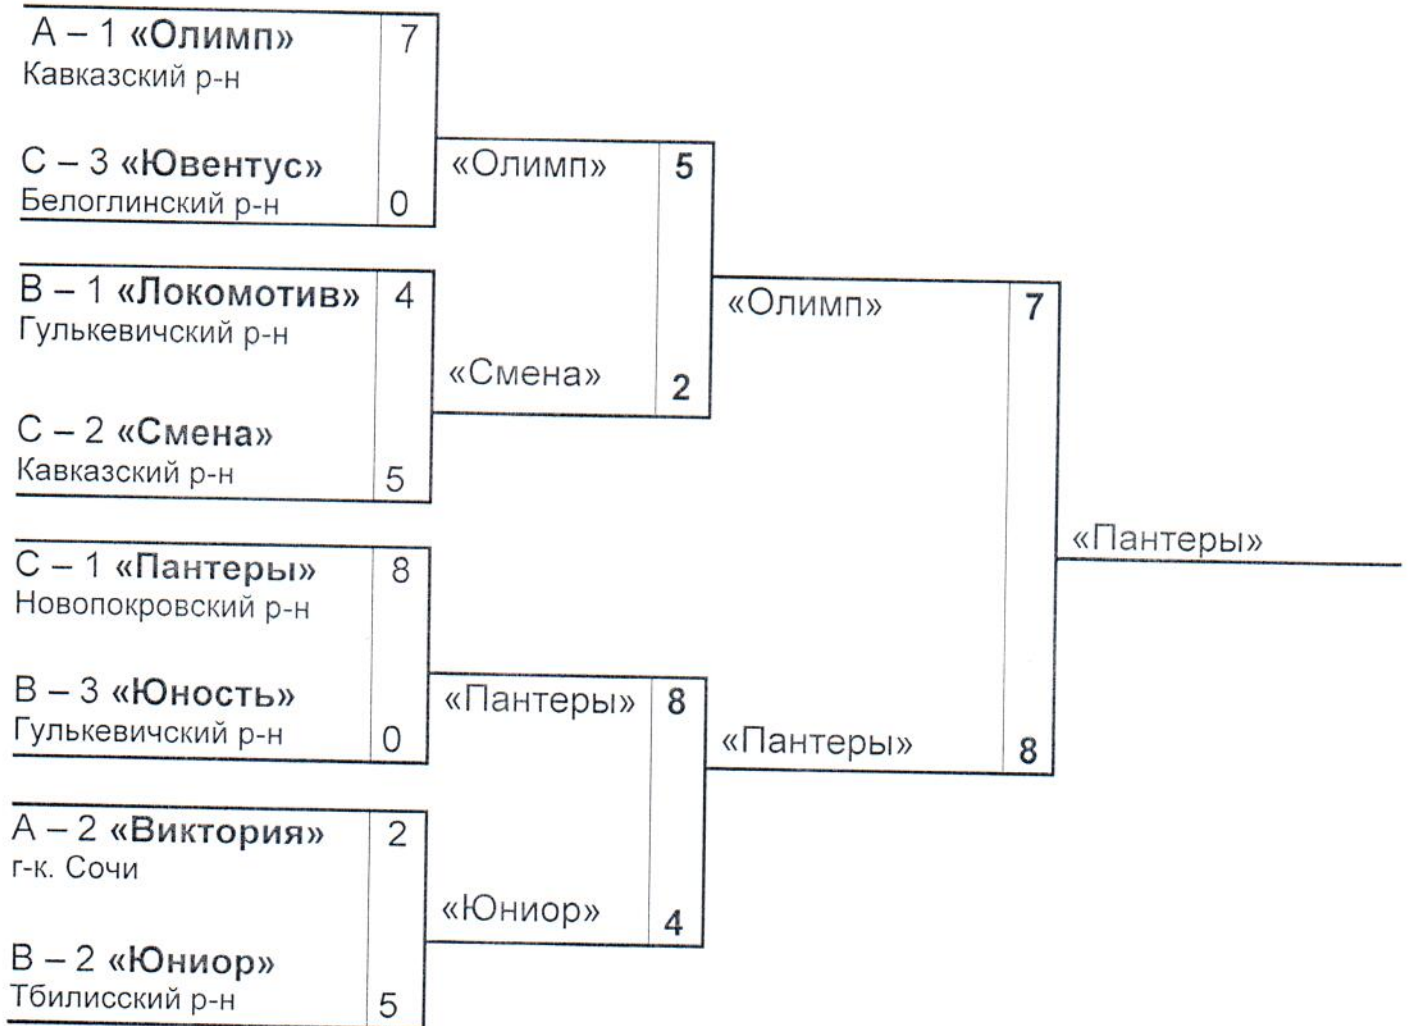 А – 1 «Олимп» 7
Кавказский р-н
С – 3 «Ювентус»
Белоглинский р-н 0
В – 1 «Локомотив» 4
Гулькевичский р-н
С – 2 «Смена»
Кавказский р-н 5
С – 1 «Пантеры» 8
Новопокровский р-н
В – 3 «Юность»
Гулькевичский р-н 0
А – 2 «Виктория» 2
г-к. Сочи
В – 2 «Юниор»
Тбилисский р-н 5
«Олимп» 5
«Смена» 2
«Пантеры» 8
«Юниор» 4
«Олимп» 7
«Пантеры» 8
«Пантеры»